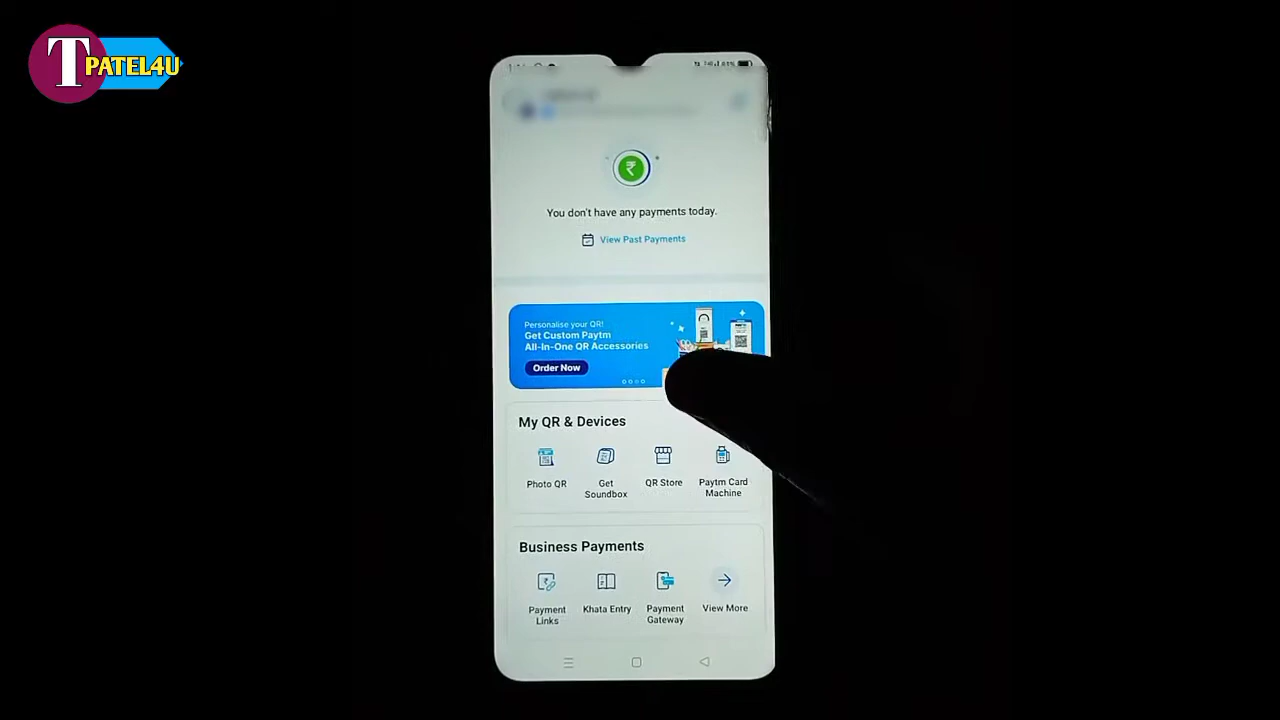 T
PATEL4U
You don't have any payments today.
View Past Payments
Personalise your QR!
Get Custom Paytm
All-In-One QR Accessories
Order Now
My QR & Devices
Photo QR
Get
Soundbox
QR Store
Paytm Card
Machine
Business Payments
Payment
Links
Khata Entry
Payment
Gateway
View More